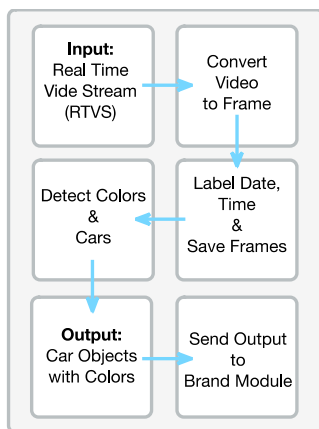 Input:
Real Time
Vide Stream
(RTVS)
Convert
Video
to Frame
Label Date,
Time
&
Save Frames
Detect Colors
&
Cars
Output:
Car Objects
with Colors
Send Output
to
Brand Module